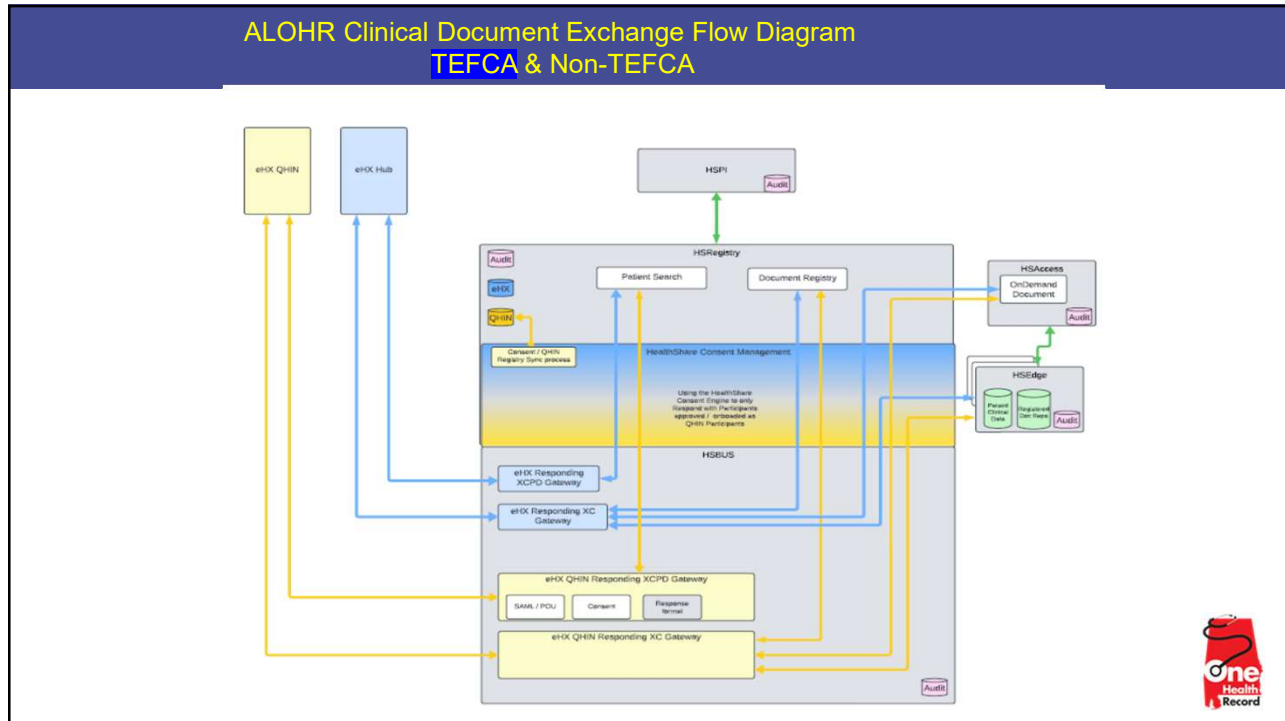 ALOHR Clinical Document Exchange Flow Diagram
TEFCA & Non-TEFCA
eHX QHIN
eHX Hub
HSPI
Audit
HSRegistry
Audit
Patient Search
Document Registry
eHX
QHIN
HSAccess
OnDemand
Document
Audit
Consent / QHIN
Registry Sync process
HealthShare Consent Management
Using the HealthShare
Consent Engine to only
Respond with Participants
approved / onboarded as
QHIN Participants
HSEdge
Patient
Clinical
Data
Registered
Doc Repo
Audit
HSBUS
eHX Responding
XCPD Gateway
eHX Responding XC
Gateway
eHX QHIN Responding XCPD Gateway
SAML / POU
Consent
Response
format
eHX QHIN Responding XC Gateway
Audit
One
Health
Record